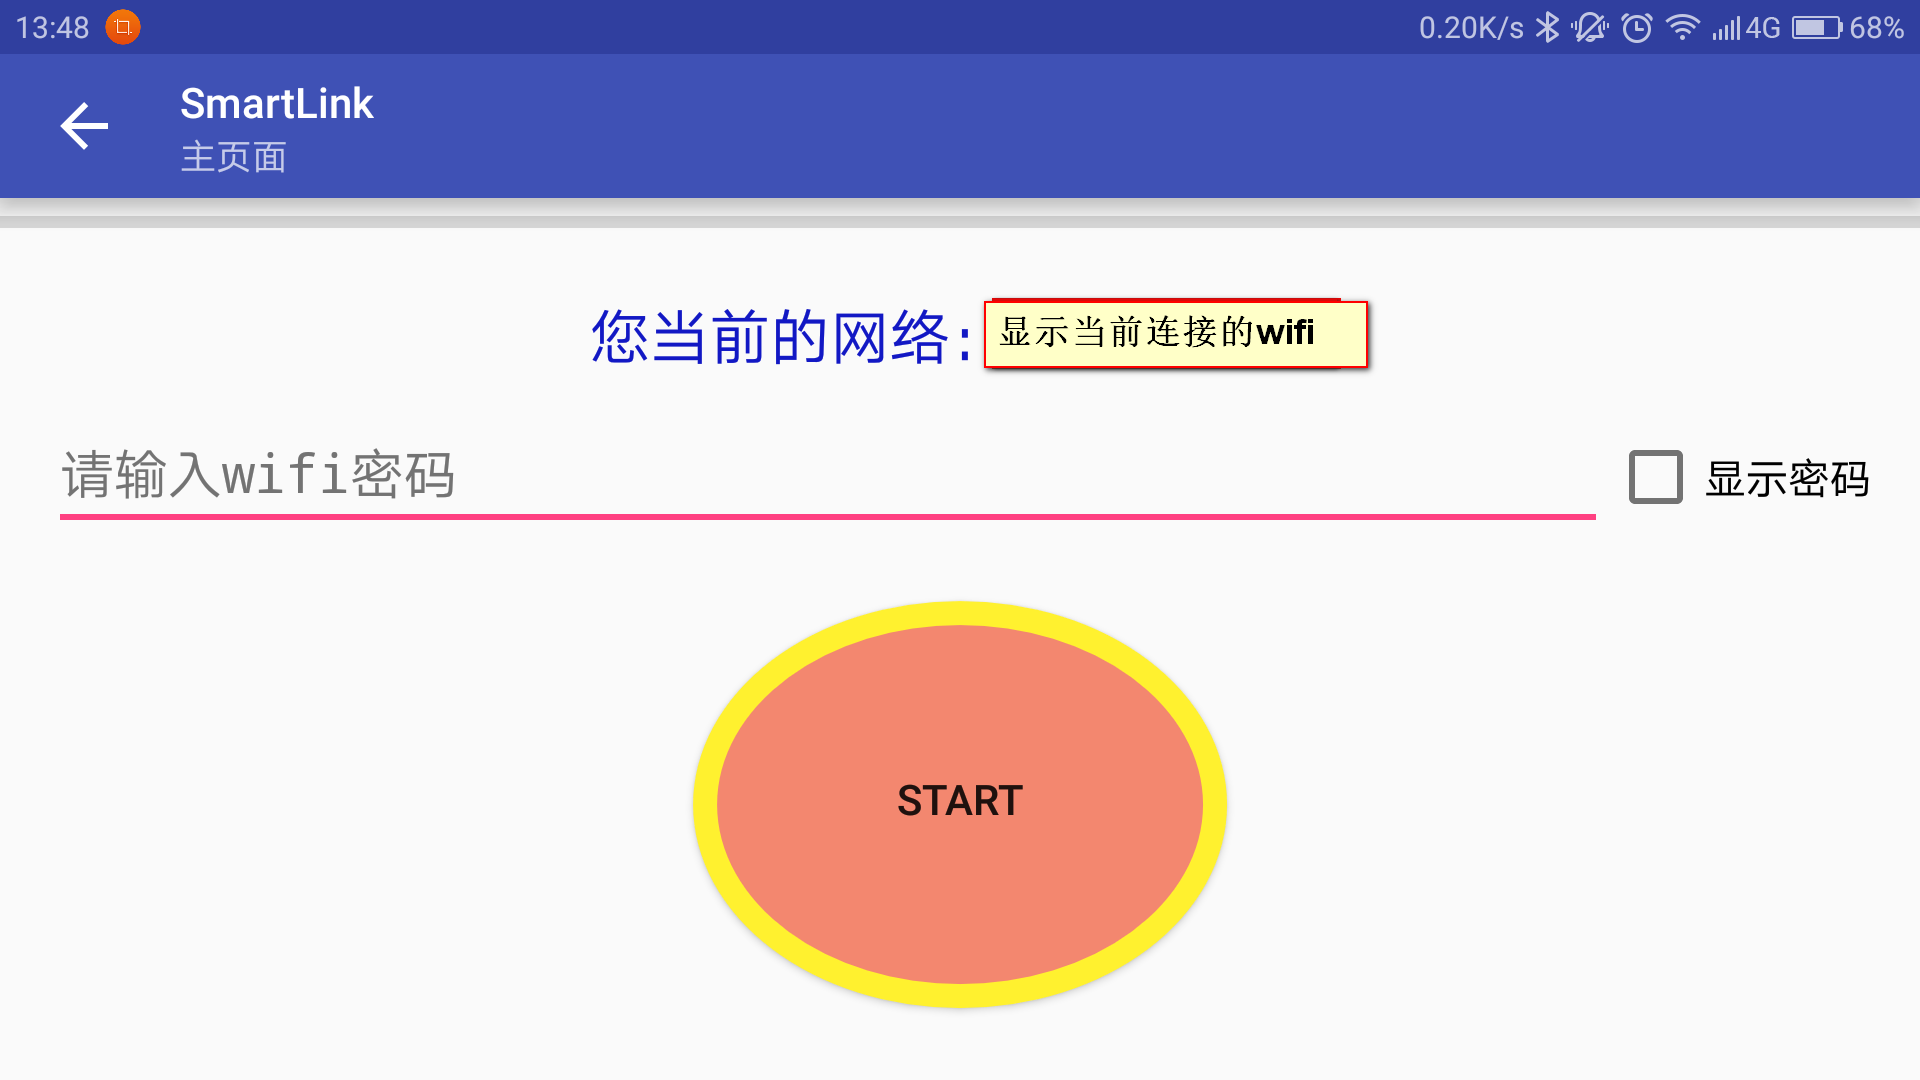 13:48 0.20K/s 4G 68%
SmartLink
主页面
您当前的网络: 显示当前连接的wifi
请输入wifi密码 显示密码
START